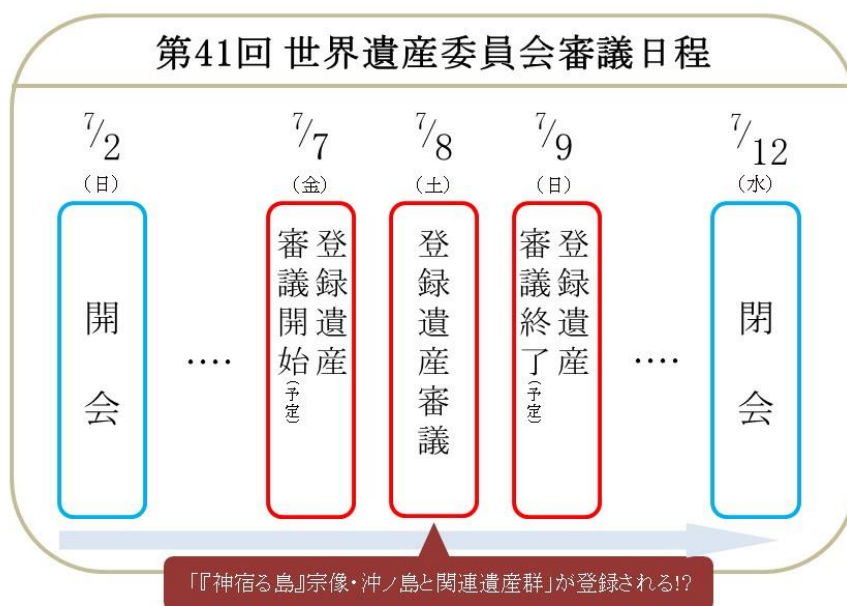 第41回 世界遺産委員会審議日程
7/2
(日)
開会
‥‥
7/7
(金)
登録遺産
審議開始(予定)
7/8
(土)
登録遺産審議
7/9
(日)
登録遺産
審議終了(予定)
‥‥
7/12
(水)
閉会
「『神宿る島』宗像・沖ノ島と関連遺産群」が登録される!?